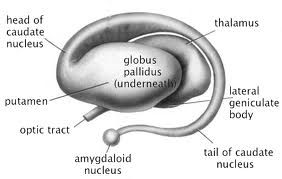 head of
caudate
nucleus
thalamus
globus
pallidus
(underneath)
putamen
lateral
geniculate
body
optic tract
amygdaloid
nucleus
tail of caudate
nucleus